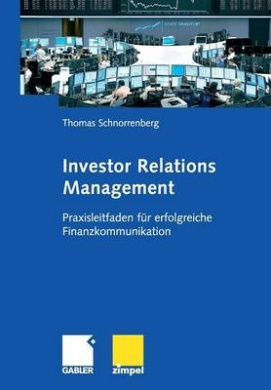 Thomas Schnorrenberg
Investor Relations
Management
Praxisleitfaden für erfolgreiche
Finanzkommunikation
GABLER
zimpel